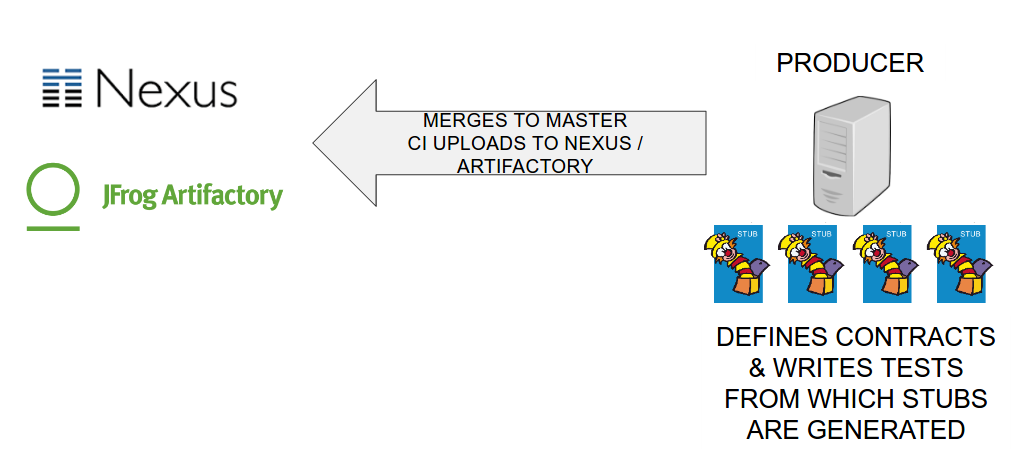 PRODUCER
Nexus
MERGES TO MASTER
CI UPLOADS TO NEXUS /
ARTIFACTORY
JFrog Artifactory
STUB
STUB
STUB
STUB
DEFINES CONTRACTS
& WRITES TESTS
FROM WHICH STUBS
ARE GENERATED